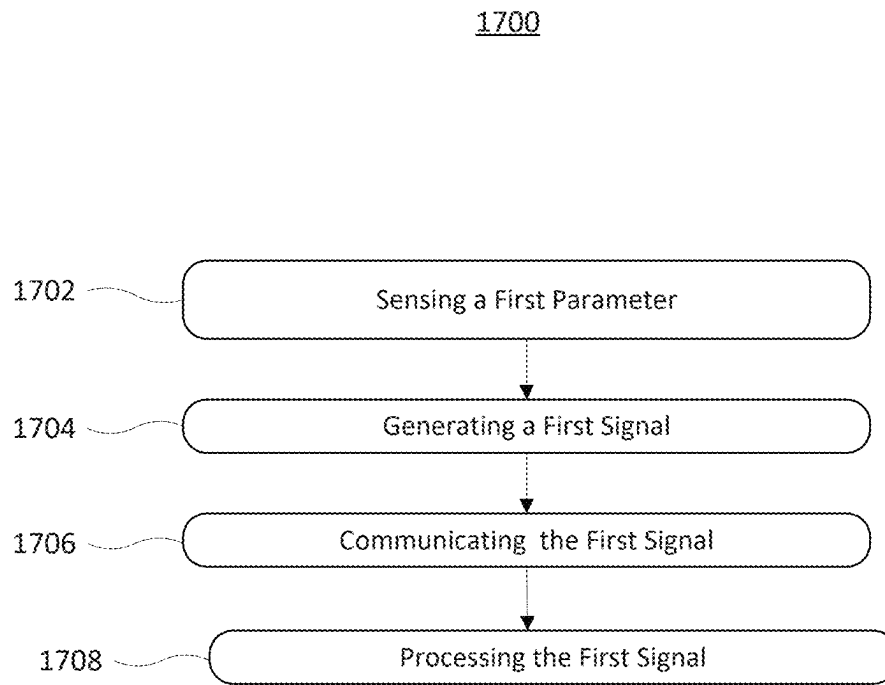 1700
1702 Sensing a First Parameter
1704 Generating a First Signal
1706 Communicating the First Signal
1708 Processing the First Signal